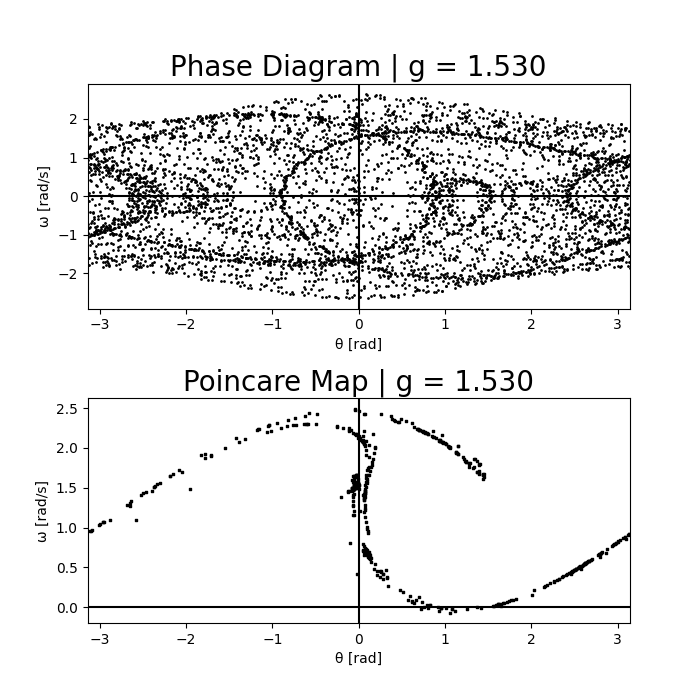 Phase Diagram | g = 1.530
2
1
0
−1
−2
ω [rad/s]
−3 −2 −1 0 1 2 3
θ [rad]
Poincare Map | g = 1.530
2.5
2.0
1.5
1.0
0.5
0.0
ω [rad/s]
−3 −2 −1 0 1 2 3
θ [rad]